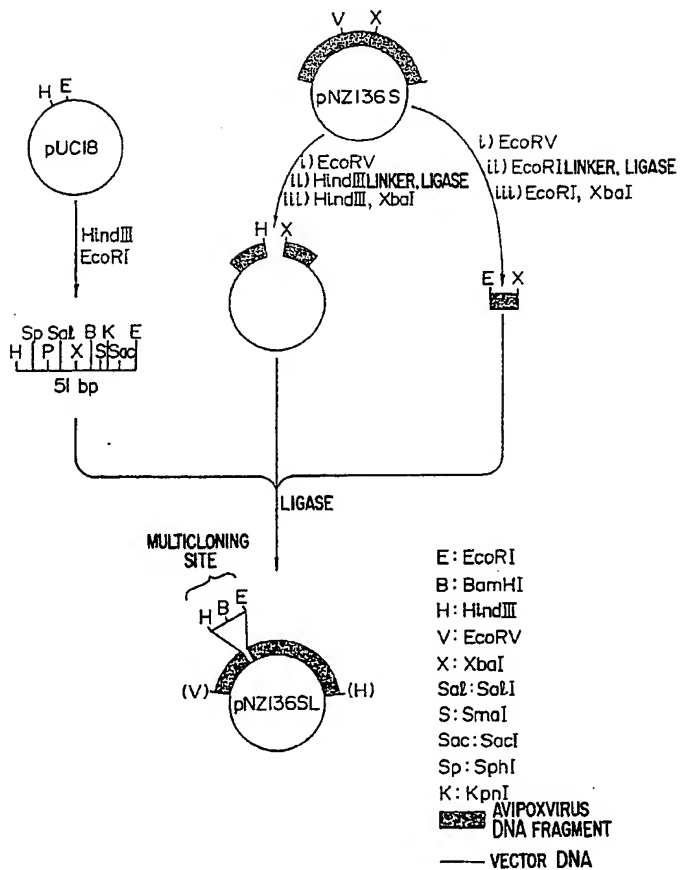 V X
pNZ136S
H E
pUC18
HindⅢ
EcoRI
i) EcoRV
ii) HindⅢ LINKER, LIGASE
iii) HindⅢ, XbaI
i) EcoRV
ii) EcoRI LINKER, LIGASE
iii) EcoRI, XbaI
H X
E X
Sp Sal B K E
H P X S Sac
51 bp
LIGASE
MULTICLONING
SITE
H B E
(V) (H)
pNZ136SL
E: EcoRI
B: BamHI
H: HindⅢ
V: EcoRV
X: XbaI
Sal: SalI
S: SmaI
Sac: SacI
Sp: SphI
K: KpnI
AVIPOXVIRUS
DNA FRAGMENT
VECTOR DNA